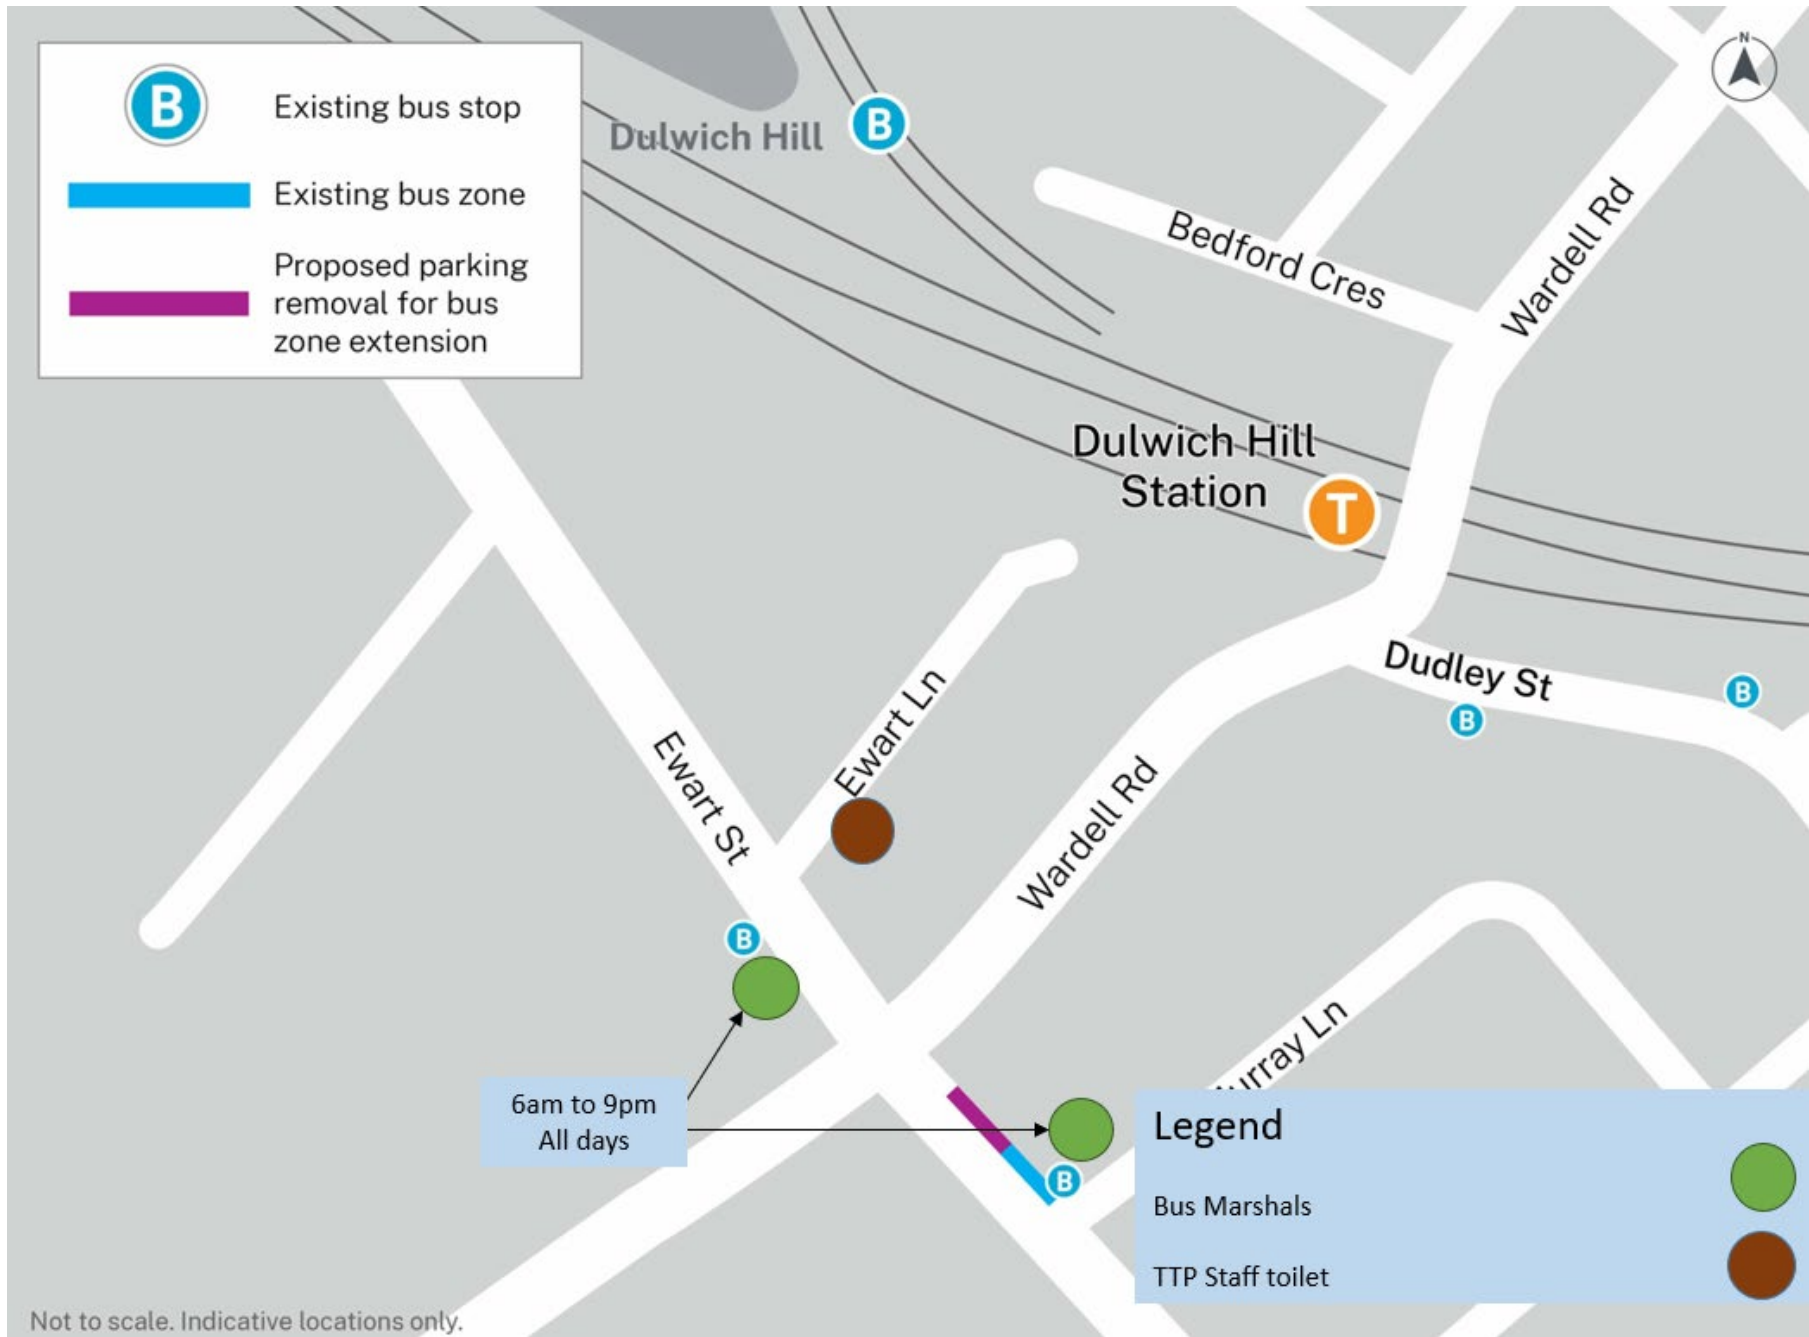 B
Existing bus stop
Existing bus zone
Proposed parking
removal for bus
zone extension
N
Dulwich Hill
B
Bedford Cres
Wardell Rd
Dulwich Hill
Station
T
Dudley St
B
B
Ewart Ln
Ewart St
Wardell Rd
B
6am to 9pm
All days
B
Legend
Bus Marshals
TTP Staff toilet
Not to scale. Indicative locations only.